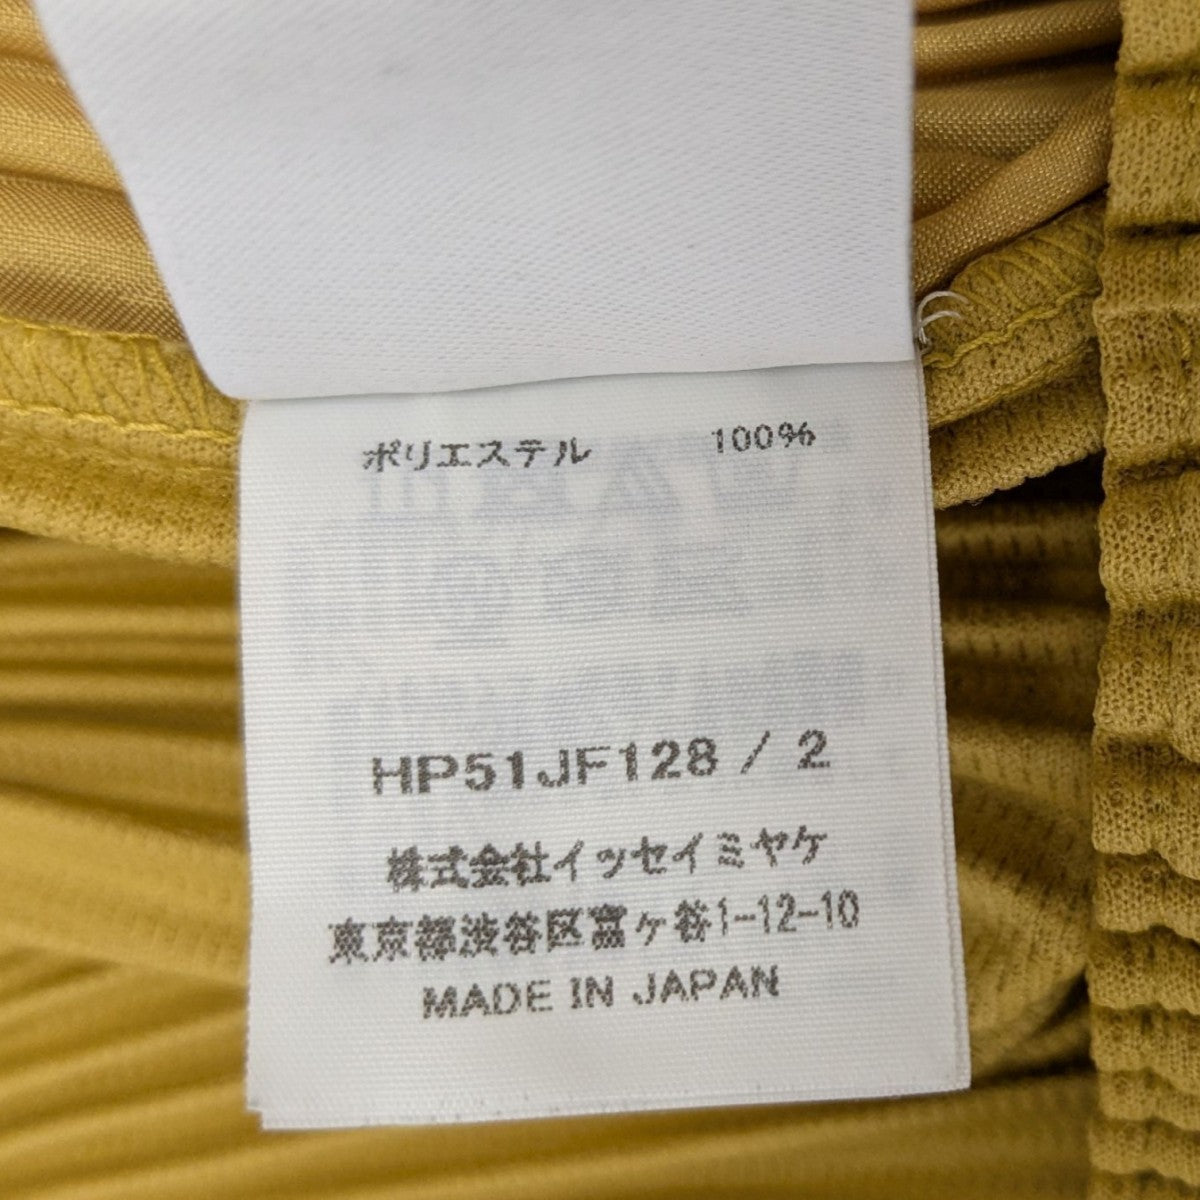 ポリエステル 100%
HP51JF128 / 2
株式会社イッセイミヤケ
東京都渋谷区富ヶ谷1-12-10
MADE IN JAPAN